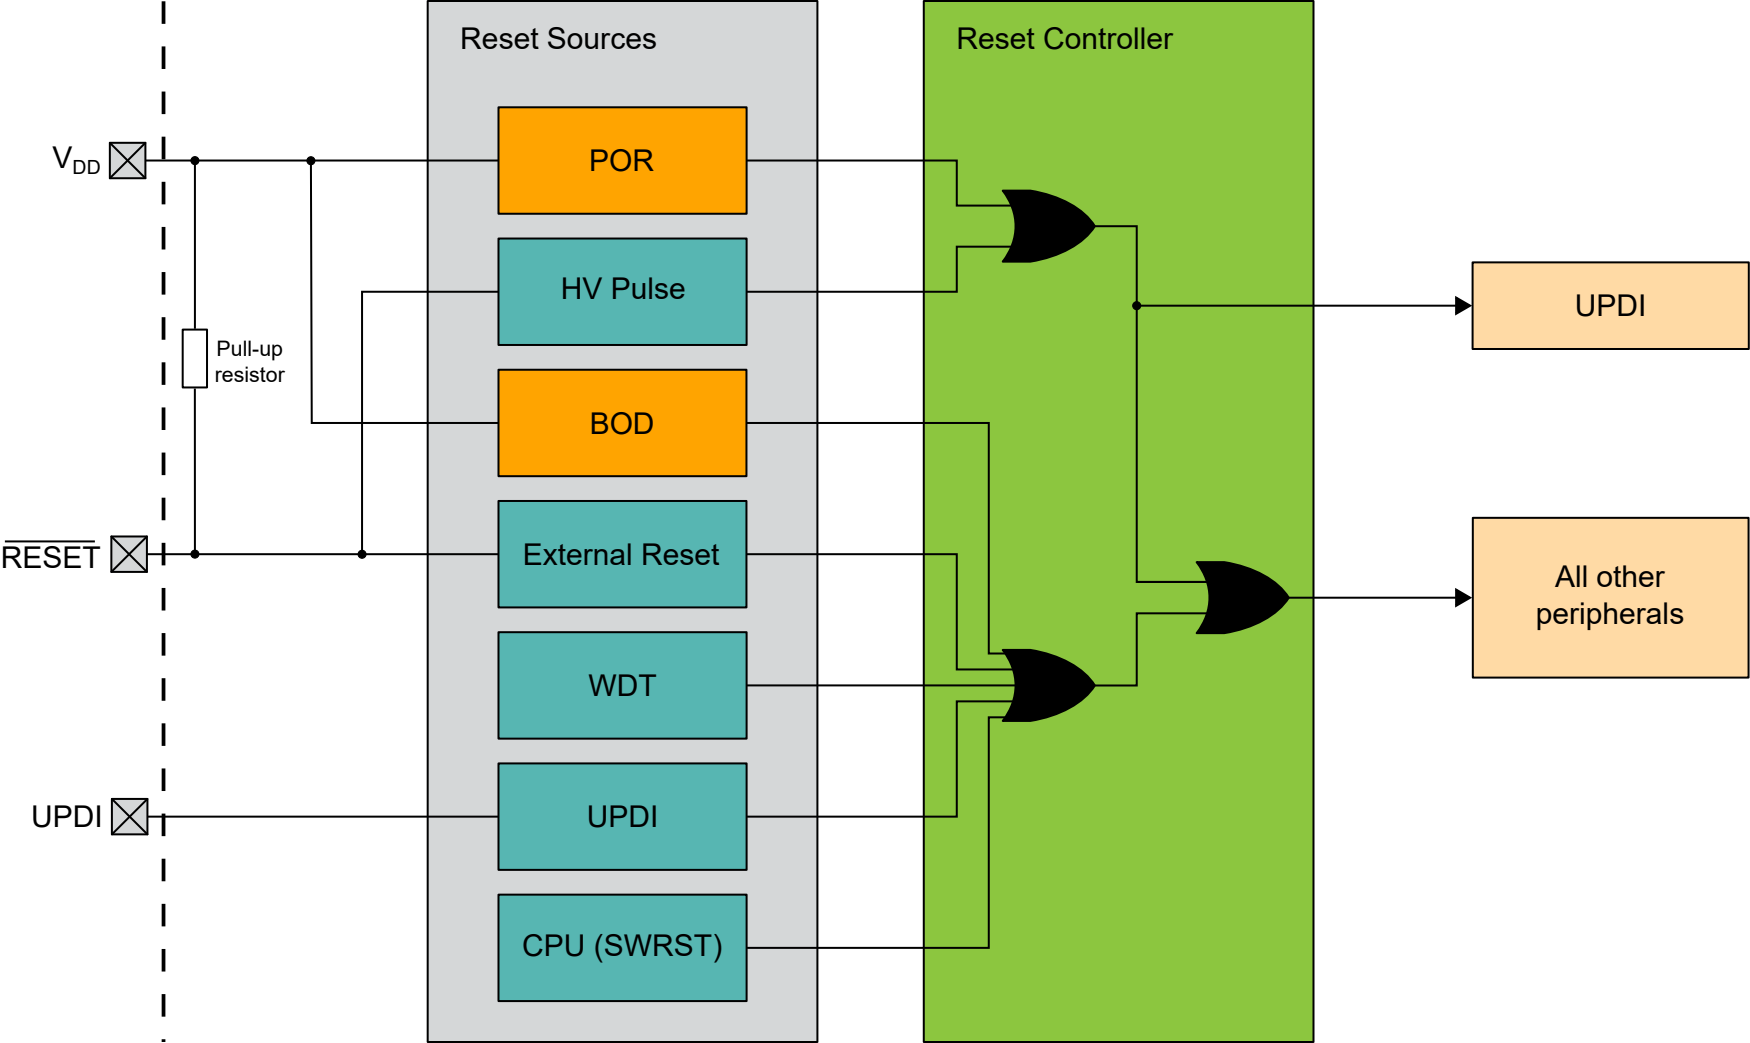 Reset Sources
Reset Controller
V_DD
POR
HV Pulse
UPDI
Pull-up
resistor
BOD
RESET
External Reset
All other
peripherals
WDT
UPDI
UPDI
CPU (SWRST)